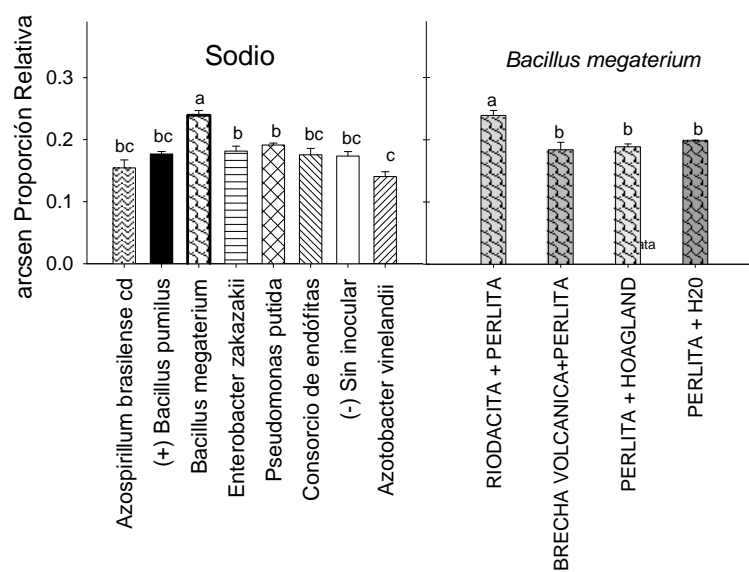 Sodio
Bacillus megaterium
arcsen Proporción Relativa
0.3
0.2
0.1
0.0
bc
bc
a
b
b
bc
bc
c
a
b
b
b
ata
Azospirillum brasilense cd
(+) Bacillus pumilus
Bacillus megaterium
Enterobacter zakazakii
Pseudomonas putida
Consorcio de endófitas
(-) Sin inocular
Azotobacter vinelandii
RIODACITA + PERLITA
BRECHA VOLCANICA+PERLITA
PERLITA + HOAGLAND
PERLITA + H20